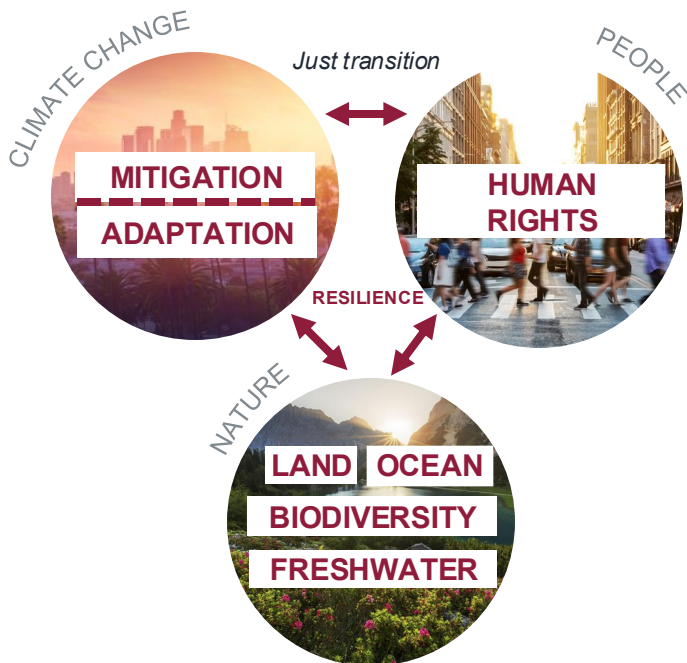 CLIMATE CHANGE
Just transition
PEOPLE
MITIGATION
ADAPTATION
HUMAN
RIGHTS
RESILIENCE
NATURE
LAND
OCEAN
BIODIVERSITY
FRESHWATER